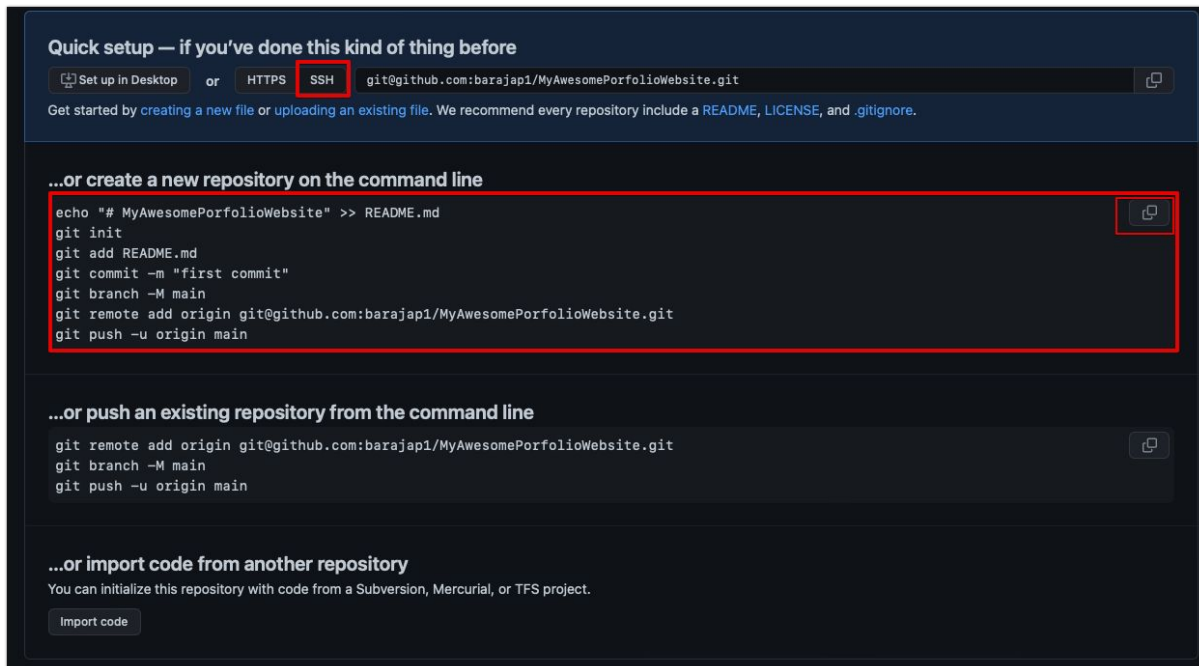 Quick setup — if you've done this kind of thing before
Set up in Desktop or HTTPS SSH git@github.com:barajap1/MyAwesomePorfolioWebsite.git
Get started by creating a new file or uploading an existing file. We recommend every repository include a README, LICENSE, and .gitignore.
...or create a new repository on the command line
echo "# MyAwesomePorfolioWebsite" >> README.md
git init
git add README.md
git commit -m "first commit"
git branch -M main
git remote add origin git@github.com:barajap1/MyAwesomePorfolioWebsite.git
git push -u origin main
...or push an existing repository from the command line
git remote add origin git@github.com:barajap1/MyAwesomePorfolioWebsite.git
git branch -M main
git push -u origin main
...or import code from another repository
You can initialize this repository with code from a Subversion, Mercurial, or TFS project.
Import code